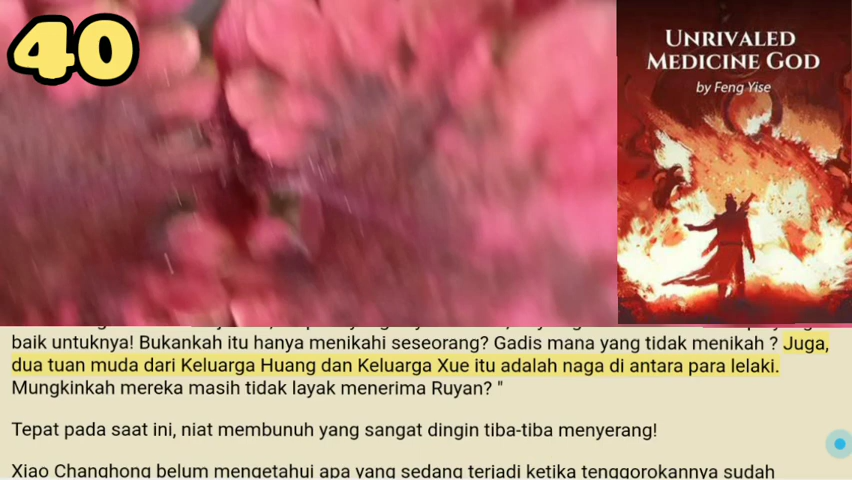 40
UNRIVALED
MEDICINE GOD
by Feng Yise
baik untuknya! Bukankah itu hanya menikahi seseorang? Gadis mana yang tidak menikah ? Juga,
dua tuan muda dari Keluarga Huang dan Keluarga Xue itu adalah naga di antara para lelaki.
Mungkinkah mereka masih tidak layak menerima Ruyan? "
Tepat pada saat ini, niat membunuh yang sangat dingin tiba-tiba menyerang!
Xiao Changhong belum mengetahui apa yang sedang terjadi ketika tenggorokannya sudah